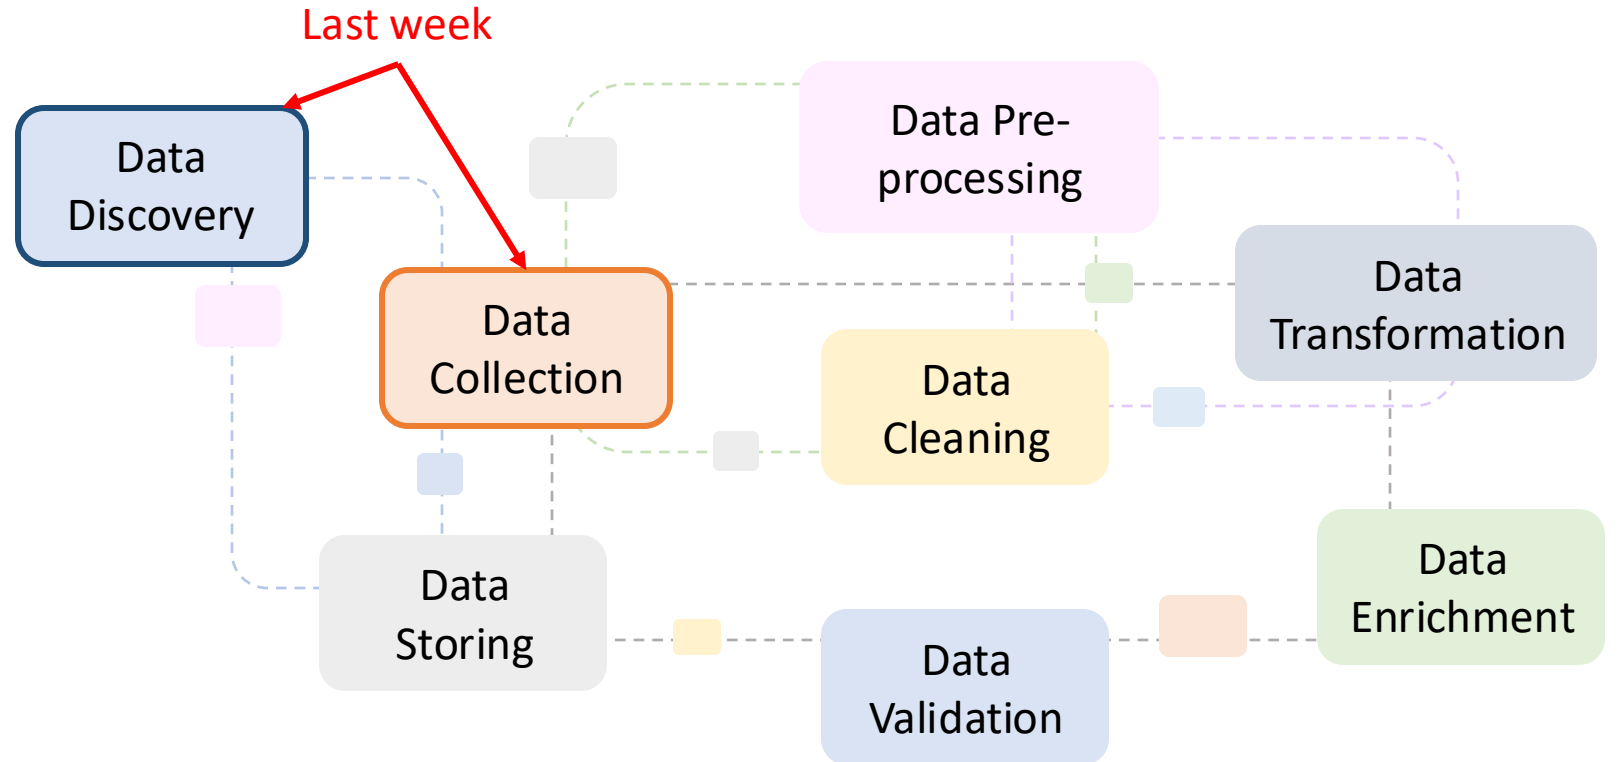 Last week
Data
Discovery
Data Pre-
processing
Data
Collection
Data
Transformation
Data
Cleaning
Data
Storing
Data
Enrichment
Data
Validation